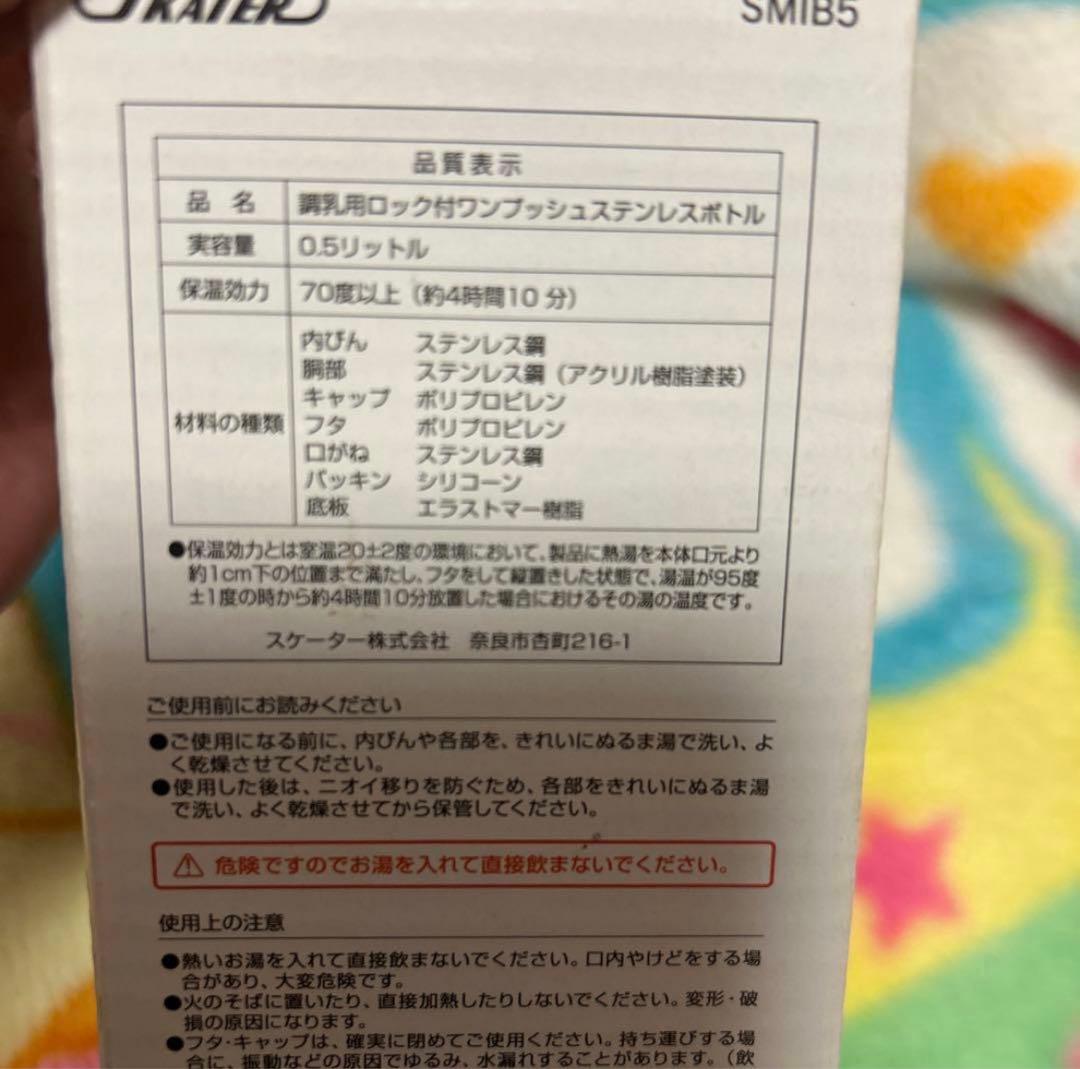 SKATER
SMIB5
品質表示
品 名 調乳用ロック付ワンプッシュステンレスボトル
実容量 0.5リットル
保温効力 70度以上（約4時間10分）
材料の種類
内びん ステンレス鋼
胴部 ステンレス鋼（アクリル樹脂塗装）
キャップ ポリプロピレン
フタ ポリプロピレン
口がね ステンレス鋼
パッキン シリコーン
底板 エラストマー樹脂
●保温効力とは室温20±2度の環境において、製品に熱湯を本体口元より
約1cm下の位置まで満たし、フタをして縦置きした状態で、湯温が95度
±1度の時から約4時間10分放置した場合におけるその湯の温度です。
スケーター株式会社 奈良市杏町216-1
ご使用前にお読みください
●ご使用になる前に、内びんや各部を、きれいにぬるま湯で洗い、よ
く乾燥させてください。
●使用した後は、ニオイ移りを防ぐため、各部をきれいにぬるま湯
で洗い、よく乾燥させてから保管してください。
⚠ 危険ですのでお湯を入れて直接飲まないでください。
使用上の注意
●熱いお湯を入れて直接飲まないでください。口内やけどをする場
合があり、大変危険です。
●火のそばに置いたり、直接加熱したりしないでください。変形・破
損の原因になります。
●フタ・キャップは、確実に閉めてご使用ください。持ち運びする場
合に、振動などの原因でゆるみ、水漏れすることがあります。（飲